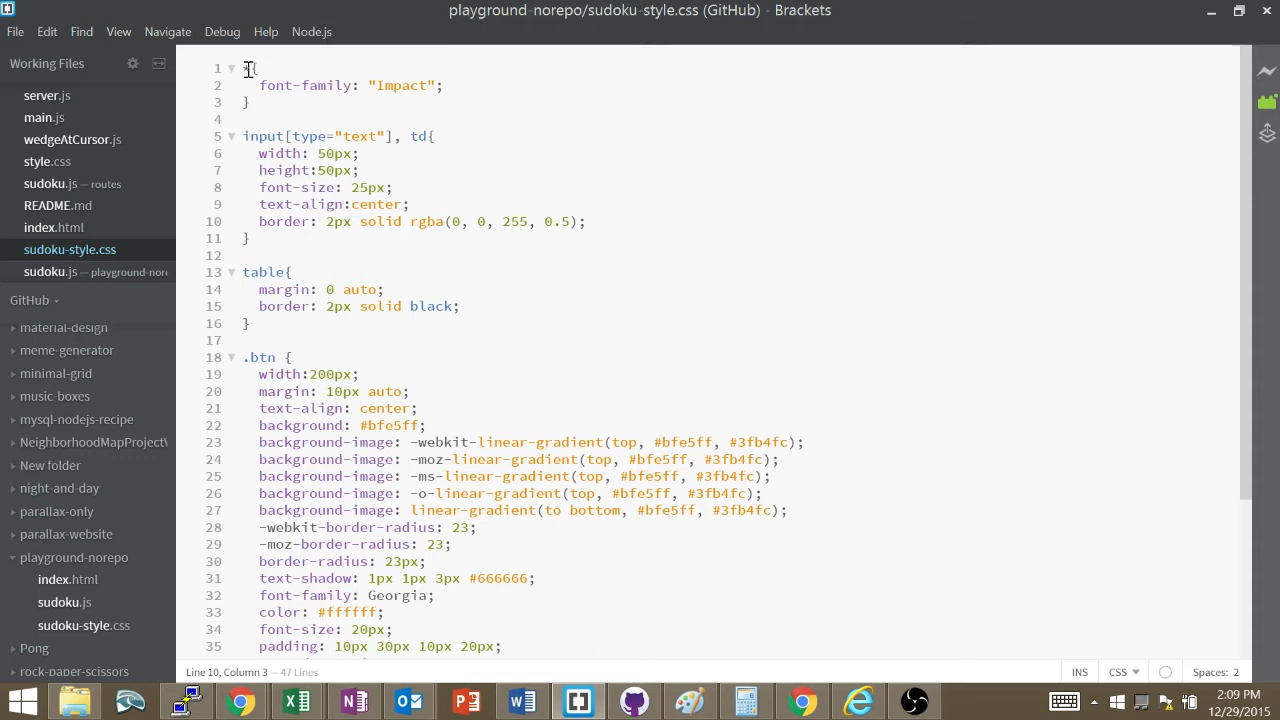 playground-norepo/sudoku-style.css (GitHub) - Brackets
File Edit Find View Navigate Debug Help Node.js
Working Files
server.js
main.js
wedgeAtCursor.js
style.css
sudoku.js — routes
README.md
index.html
sudoku-style.css
sudoku.js — playground-nor
GitHub
material-design
meme-generator
minimal-grid
music-boxes
mysql-nodejs-recipe
NeighborhoodMapProject\
New folder
night-and-day
parallax-only
parallax-website
playground-norepo
index.html
sudoku.js
sudoku-style.css
Pong
rock-paper-scissors
1 *{
2 font-family: "Impact";
3 }
4
5 input[type="text"], td{
6 width: 50px;
7 height:50px;
8 font-size: 25px;
9 text-align:center;
10 border: 2px solid rgba(0, 0, 255, 0.5);
11 }
12
13 table{
14 margin: 0 auto;
15 border: 2px solid black;
16 }
17
18 .btn {
19 width:200px;
20 margin: 10px auto;
21 text-align: center;
22 background: #bfe5ff;
23 background-image: -webkit-linear-gradient(top, #bfe5ff, #3fb4fc);
24 background-image: -moz-linear-gradient(top, #bfe5ff, #3fb4fc);
25 background-image: -ms-linear-gradient(top, #bfe5ff, #3fb4fc);
26 background-image: -o-linear-gradient(top, #bfe5ff, #3fb4fc);
27 background-image: linear-gradient(to bottom, #bfe5ff, #3fb4fc);
28 -webkit-border-radius: 23;
29 -moz-border-radius: 23;
30 border-radius: 23px;
31 text-shadow: 1px 1px 3px #666666;
32 font-family: Georgia;
33 color: #ffffff;
34 font-size: 20px;
35 padding: 10px 30px 10px 20px;
Line 10, Column 3 — 47 Lines
INS CSS Spaces: 2
2:09 PM
12/29/2015